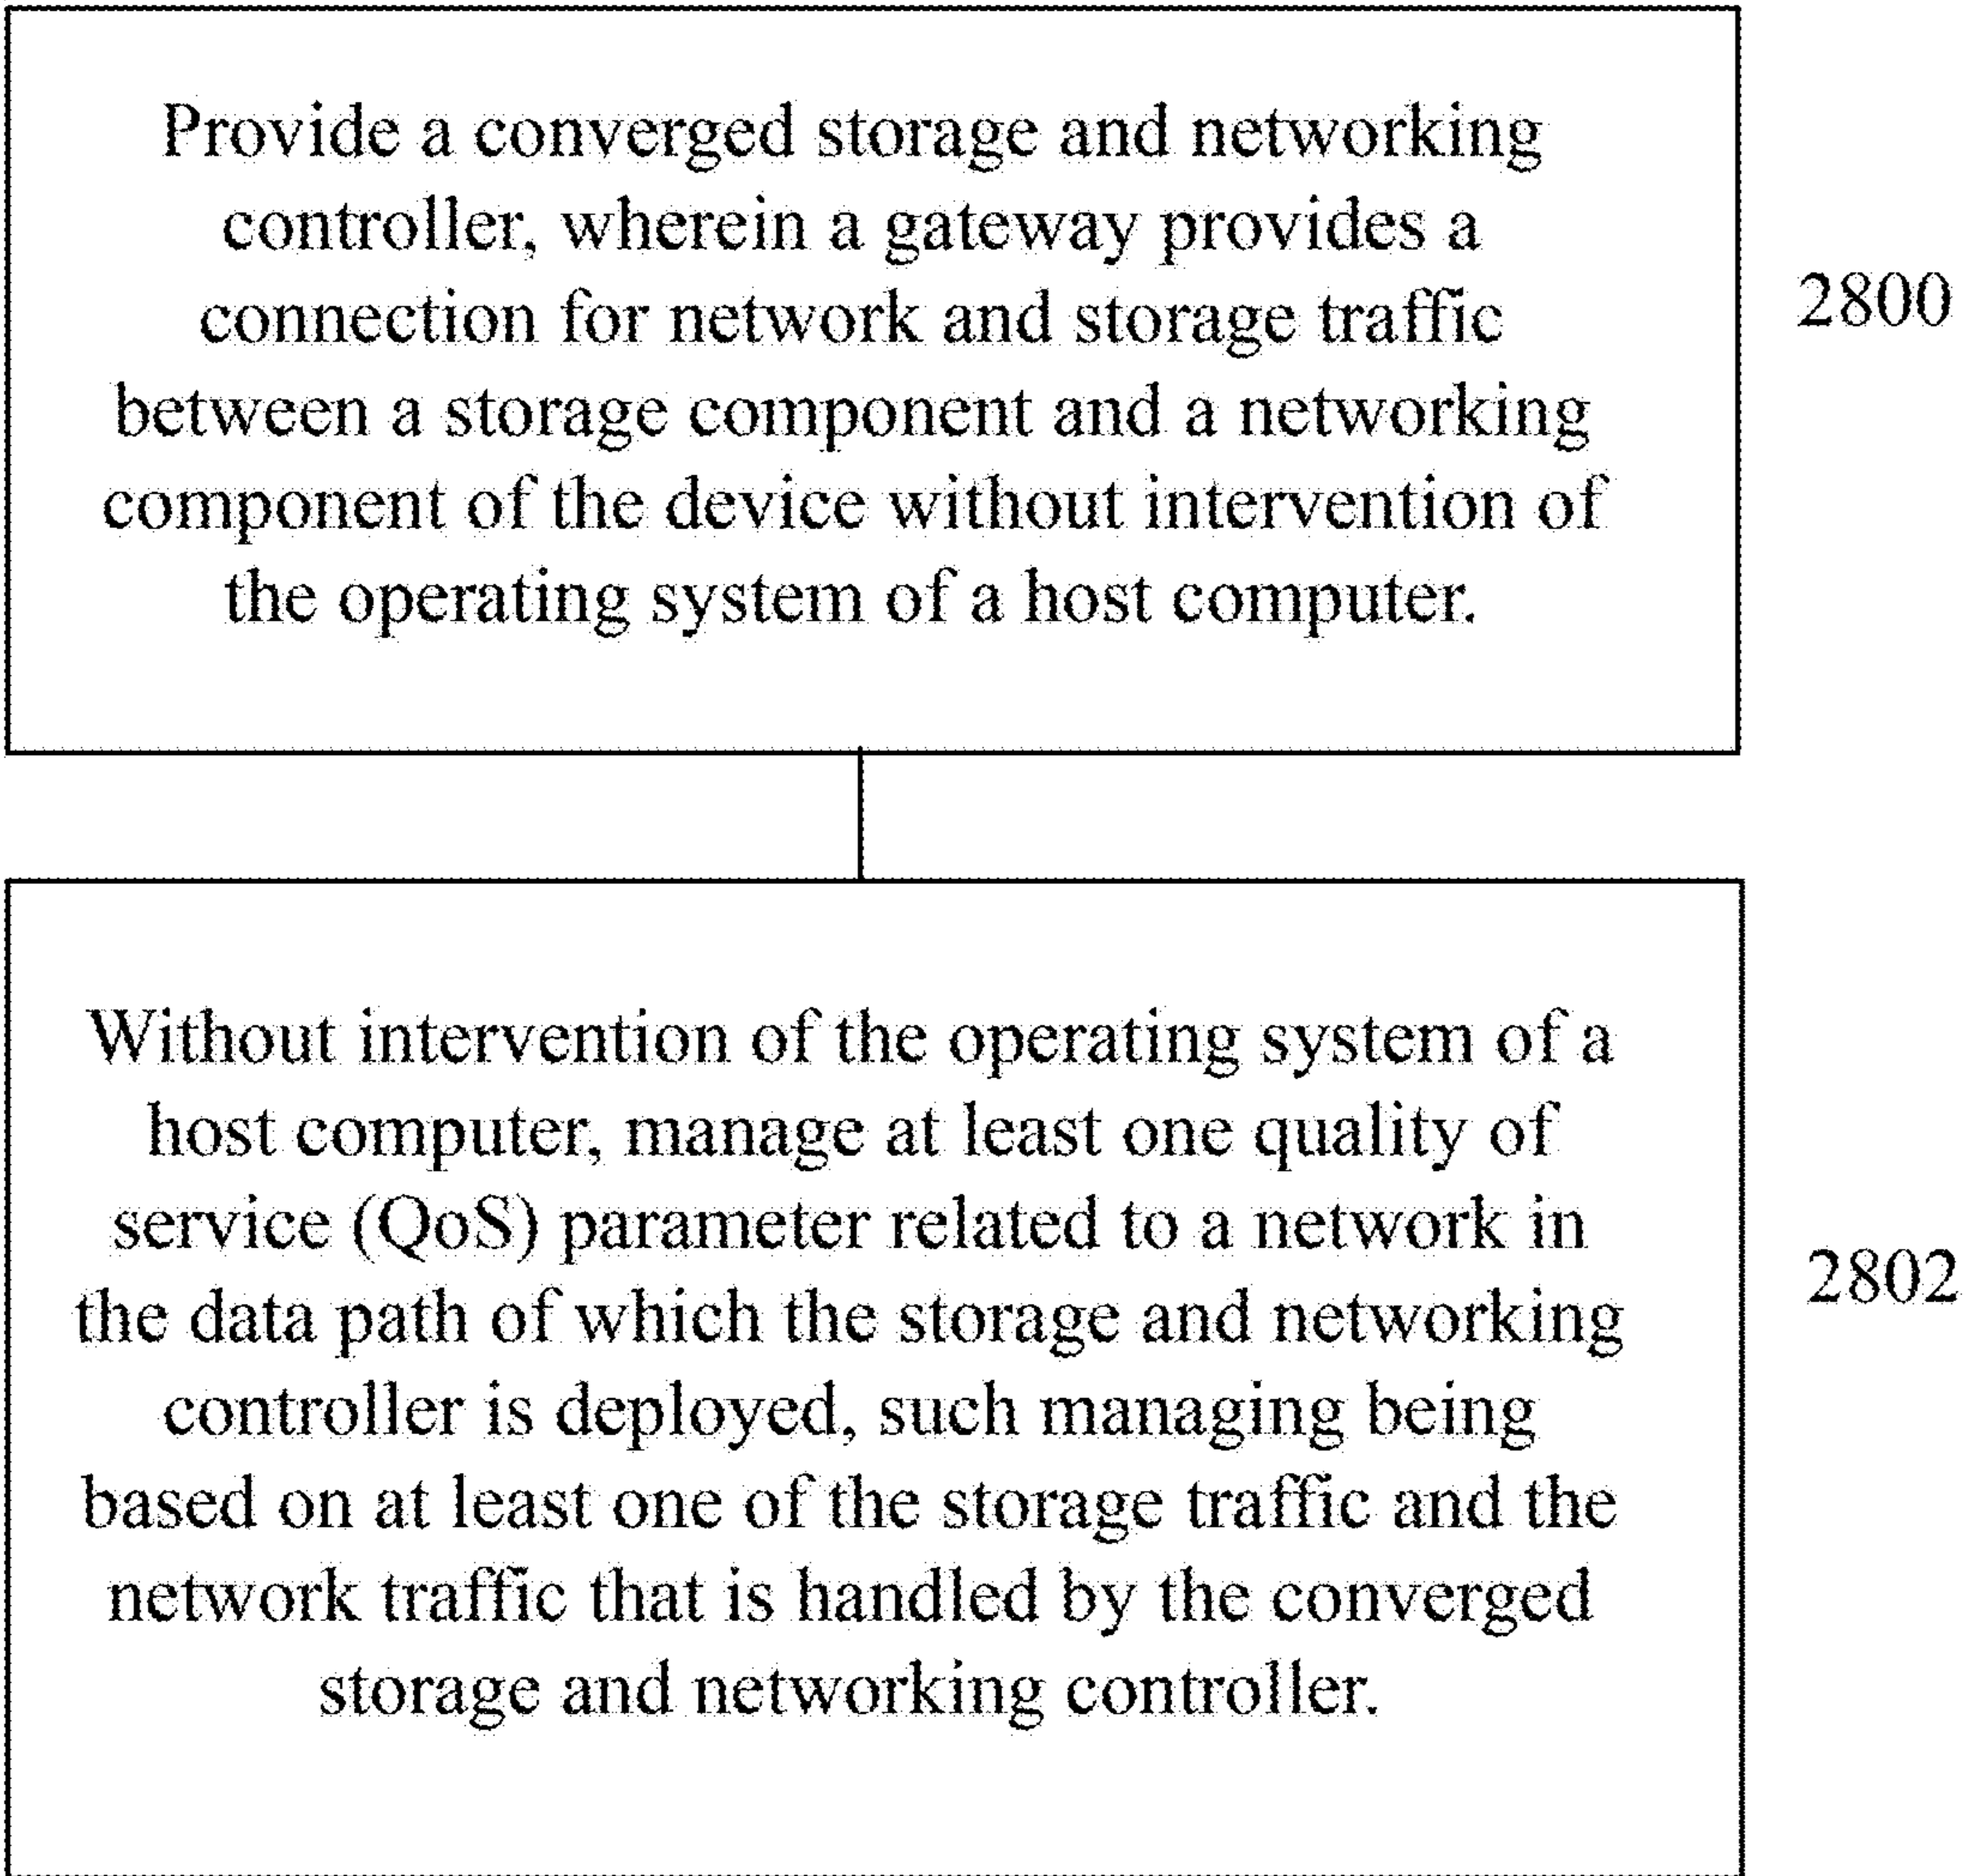 Provide a converged storage and networking
controller, wherein a gateway provides a
connection for network and storage traffic
between a storage component and a networking
component of the device without intervention of
the operating system of a host computer.
2800
Without intervention of the operating system of a
host computer, manage at least one quality of
service (QoS) parameter related to a network in
the data path of which the storage and networking
controller is deployed, such managing being
based on at least one of the storage traffic and the
network traffic that is handled by the converged
storage and networking controller.
2802